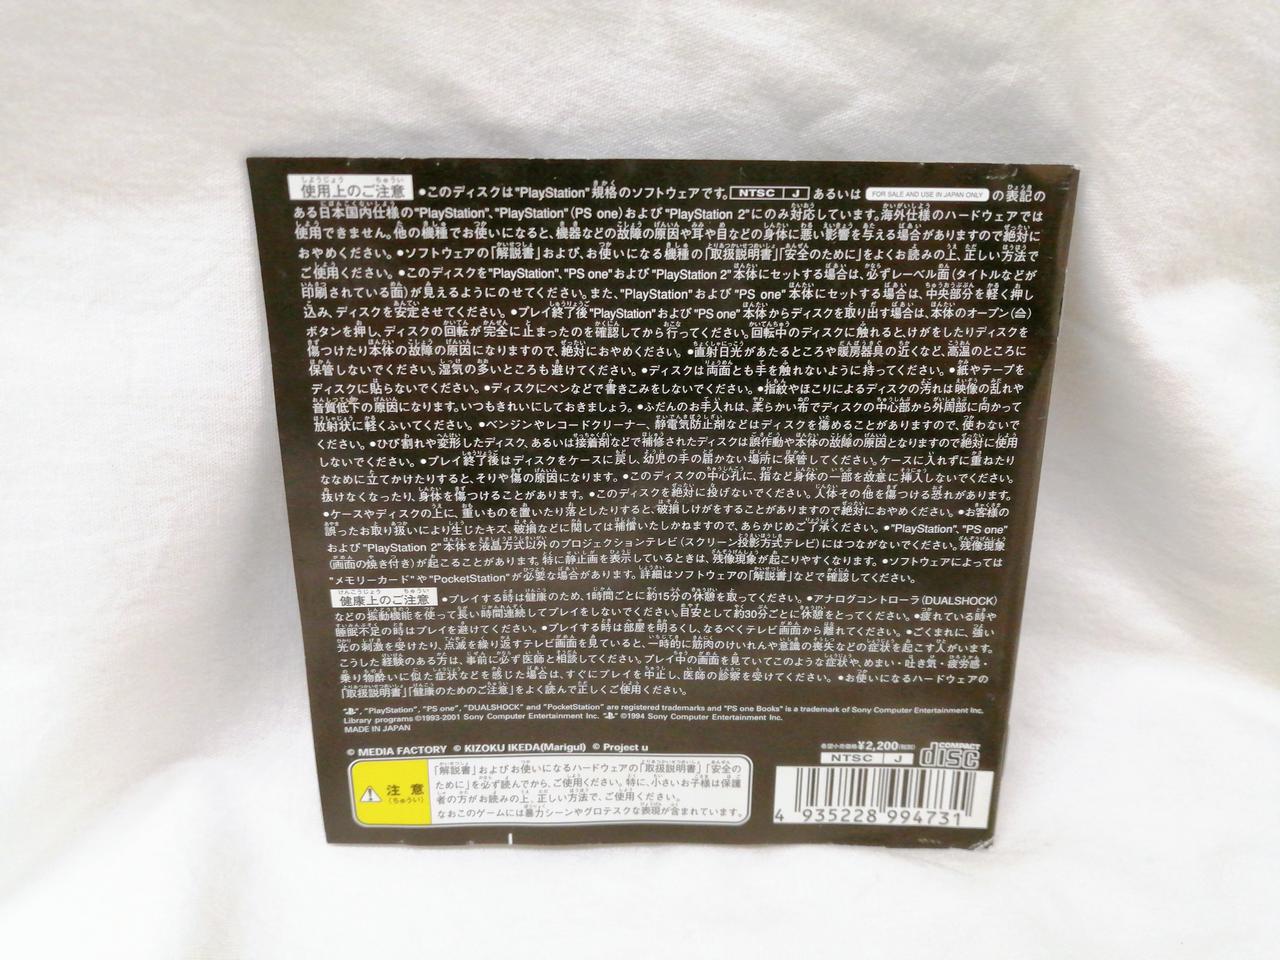 使用上のご注意 ●このディスクは"PlayStation"規格のソフトウェアです。 NTSC J あるいは FOR SALE AND USE IN JAPAN ONLY の表記の
ある日本国内仕様の"PlayStation"、"PlayStation"（PS one）および"PlayStation 2"にのみ対応しています。海外仕様のハードウェアでは
使用できません。他の機種でお使いになると、機器などの故障の原因や耳や目などの身体に悪い影響を与える場合がありますので絶対に
おやめください。●ソフトウェアの「解説書」および、お使いになる機種の「取扱説明書」「安全のために」をよくお読みの上、正しい方法で
ご使用ください。●このディスクを"PlayStation"、"PS one"および"PlayStation 2"本体にセットする場合は、必ずレーベル面（タイトルなどが
印刷されている面）が見えるようにのせてください。また、"PlayStation"および"PS one"本体にセットする場合は、中央部分を軽く押し
込み、ディスクを安定させてください。●プレイ終了後"PlayStation"および"PS one"本体からディスクを取り出す場合は、本体のオープン（⏏）
ボタンを押し、ディスクの回転が完全に止まったのを確認してから行ってください。回転中のディスクに触れると、けがをしたりディスクを
傷つけたり本体の故障の原因になりますので、絶対におやめください。●直射日光があたるところや暖房器具の近くなど、高温のところに
保管しないでください。湿気の多いところも避けてください。●ディスクは両面とも手を触れないように持ってください。●紙やテープを
ディスクに貼らないでください。●ディスクにペンなどで書きこみをしないでください。●指紋やほこりによるディスクの汚れは映像の乱れや
音質低下の原因になります。いつもきれいにしておきましょう。●ふだんのお手入れは、柔らかい布でディスクの中心部から外周部に向かって
放射状に軽くふいてください。●ベンジンやレコードクリーナー、静電気防止剤などはディスクを傷めることがありますので、使わないで
ください。●ひび割れや変形したディスク、あるいは接着剤などで補修されたディスクは誤作動や本体の故障の原因となりますので絶対に使用
しないでください。●プレイ終了後はディスクをケースに戻し、幼児の手の届かない場所に保管してください。ケースに入れずに重ねたり
ななめに立てかけたりすると、そりや傷の原因になります。●このディスクの中心孔に、指など身体の一部を故意に挿入しないでください。
抜けなくなったり、身体を傷つけることがあります。●このディスクを絶対に投げないでください。人体その他を傷つける恐れがあります。
●ケースやディスクの上に、重いものを置いたり落としたりすると、破損しけがをすることがありますので絶対におやめください。●お客様の
誤ったお取り扱いにより生じたキズ、破損などに関しては補償いたしかねますので、あらかじめご了承ください。●"PlayStation"、"PS one"
および"PlayStation 2"本体を液晶方式以外のプロジェクションテレビ（スクリーン投影方式テレビ）にはつながないでください。残像現象
（画面の焼き付き）が起こることがあります。特に静止画を表示しているときは、残像現象が起こりやすくなります。●ソフトウェアによっては
"メモリーカード"や"PocketStation"が必要な場合があります。詳細はソフトウェアの「解説書」などで確認してください。
健康上のご注意 ●プレイする時は健康のため、1時間ごとに約15分の休憩を取ってください。●アナログコントローラ（DUALSHOCK）
などの振動機能を使って長い時間連続してプレイをしないでください。目安として約30分ごとに休憩をとってください。●疲れている時や
睡眠不足の時はプレイを避けてください。●プレイする時は部屋を明るくし、なるべくテレビ画面から離れてください。●ごくまれに、強い
光の刺激を受けたり、点滅を繰り返すテレビ画面を見ていると、一時的に筋肉のけいれんや意識の喪失などの症状を起こす人がいます。
こうした経験のある方は、事前に必ず医師と相談してください。プレイ中の画面を見ていてこのような症状や、めまい・吐き気・疲労感・
乗り物酔いに似た症状などを感じた場合は、すぐにプレイを中止し、医師の診察を受けてください。●お使いになるハードウェアの
「取扱説明書」「健康のためのご注意」をよく読んで正しくご使用ください。
"PS", "PlayStation", "PS one", "DUALSHOCK" and "PocketStation" are registered trademarks and "PS one Books" is a trademark of Sony Computer Entertainment Inc.
Library programs ©1993-2001 Sony Computer Entertainment Inc. "PS" ©1994 Sony Computer Entertainment Inc.
MADE IN JAPAN
© MEDIA FACTORY © KIZOKU IKEDA(Marigul) © Project u
希望小売価格¥2,200(税別)
NTSC J
COMPACT disc
注意
（ちゅうい）
「解説書」およびお使いになるハードウェアの「取扱説明書」「安全の
ために」を必ず読んでから、ご使用ください。特に、小さいお子様は保護
者の方がお読みの上、正しい方法で、ご使用ください。
なおこのゲームには暴力シーンやグロテスクな表現が含まれています。
4 935228 994731